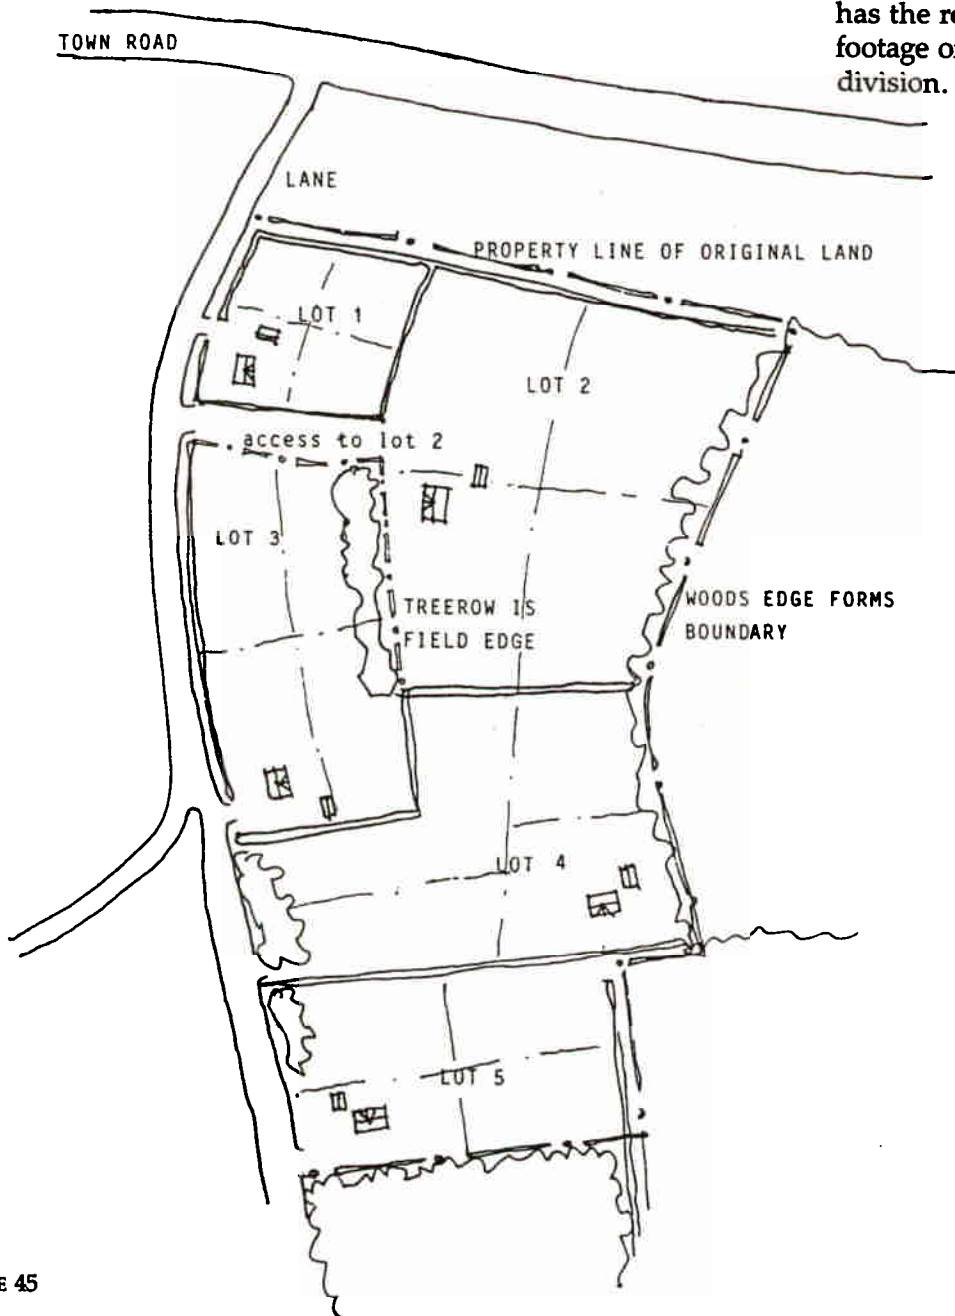 has the re
footage o
division.
TOWN ROAD
LANE
PROPERTY LINE OF ORIGINAL LAND
LOT 1
LOT 2
access to lot 2
LOT 3
TREEROW IS
FIELD EDGE
WOODS EDGE FORMS
BOUNDARY
LOT 4
LOT 5
E 45